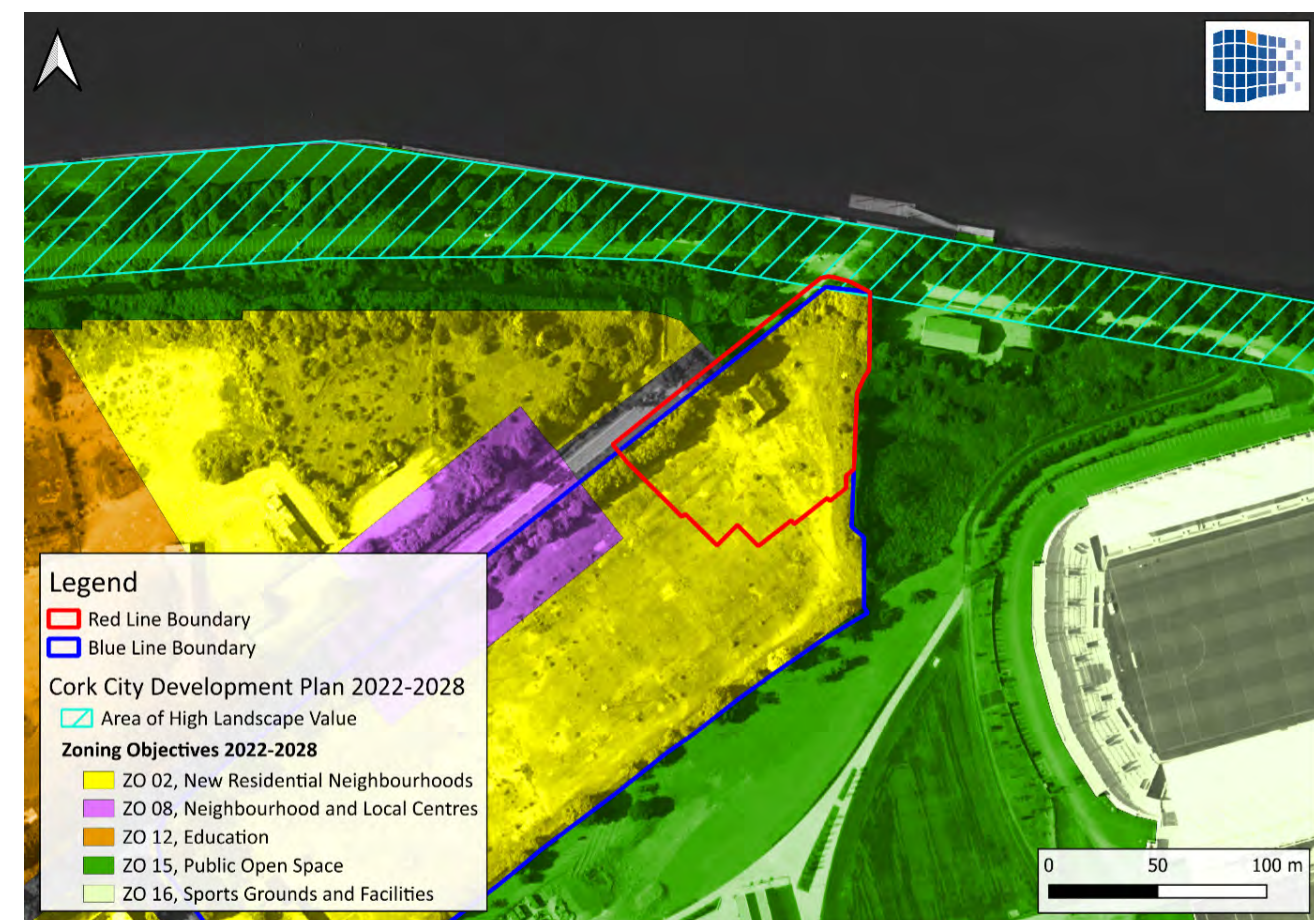 Legend
Red Line Boundary
Blue Line Boundary
Cork City Development Plan 2022-2028
Area of High Landscape Value
Zoning Objectives 2022-2028
ZO 02, New Residential Neighbourhoods
ZO 08, Neighbourhood and Local Centres
ZO 12, Education
ZO 15, Public Open Space
ZO 16, Sports Grounds and Facilities
0 50 100 m